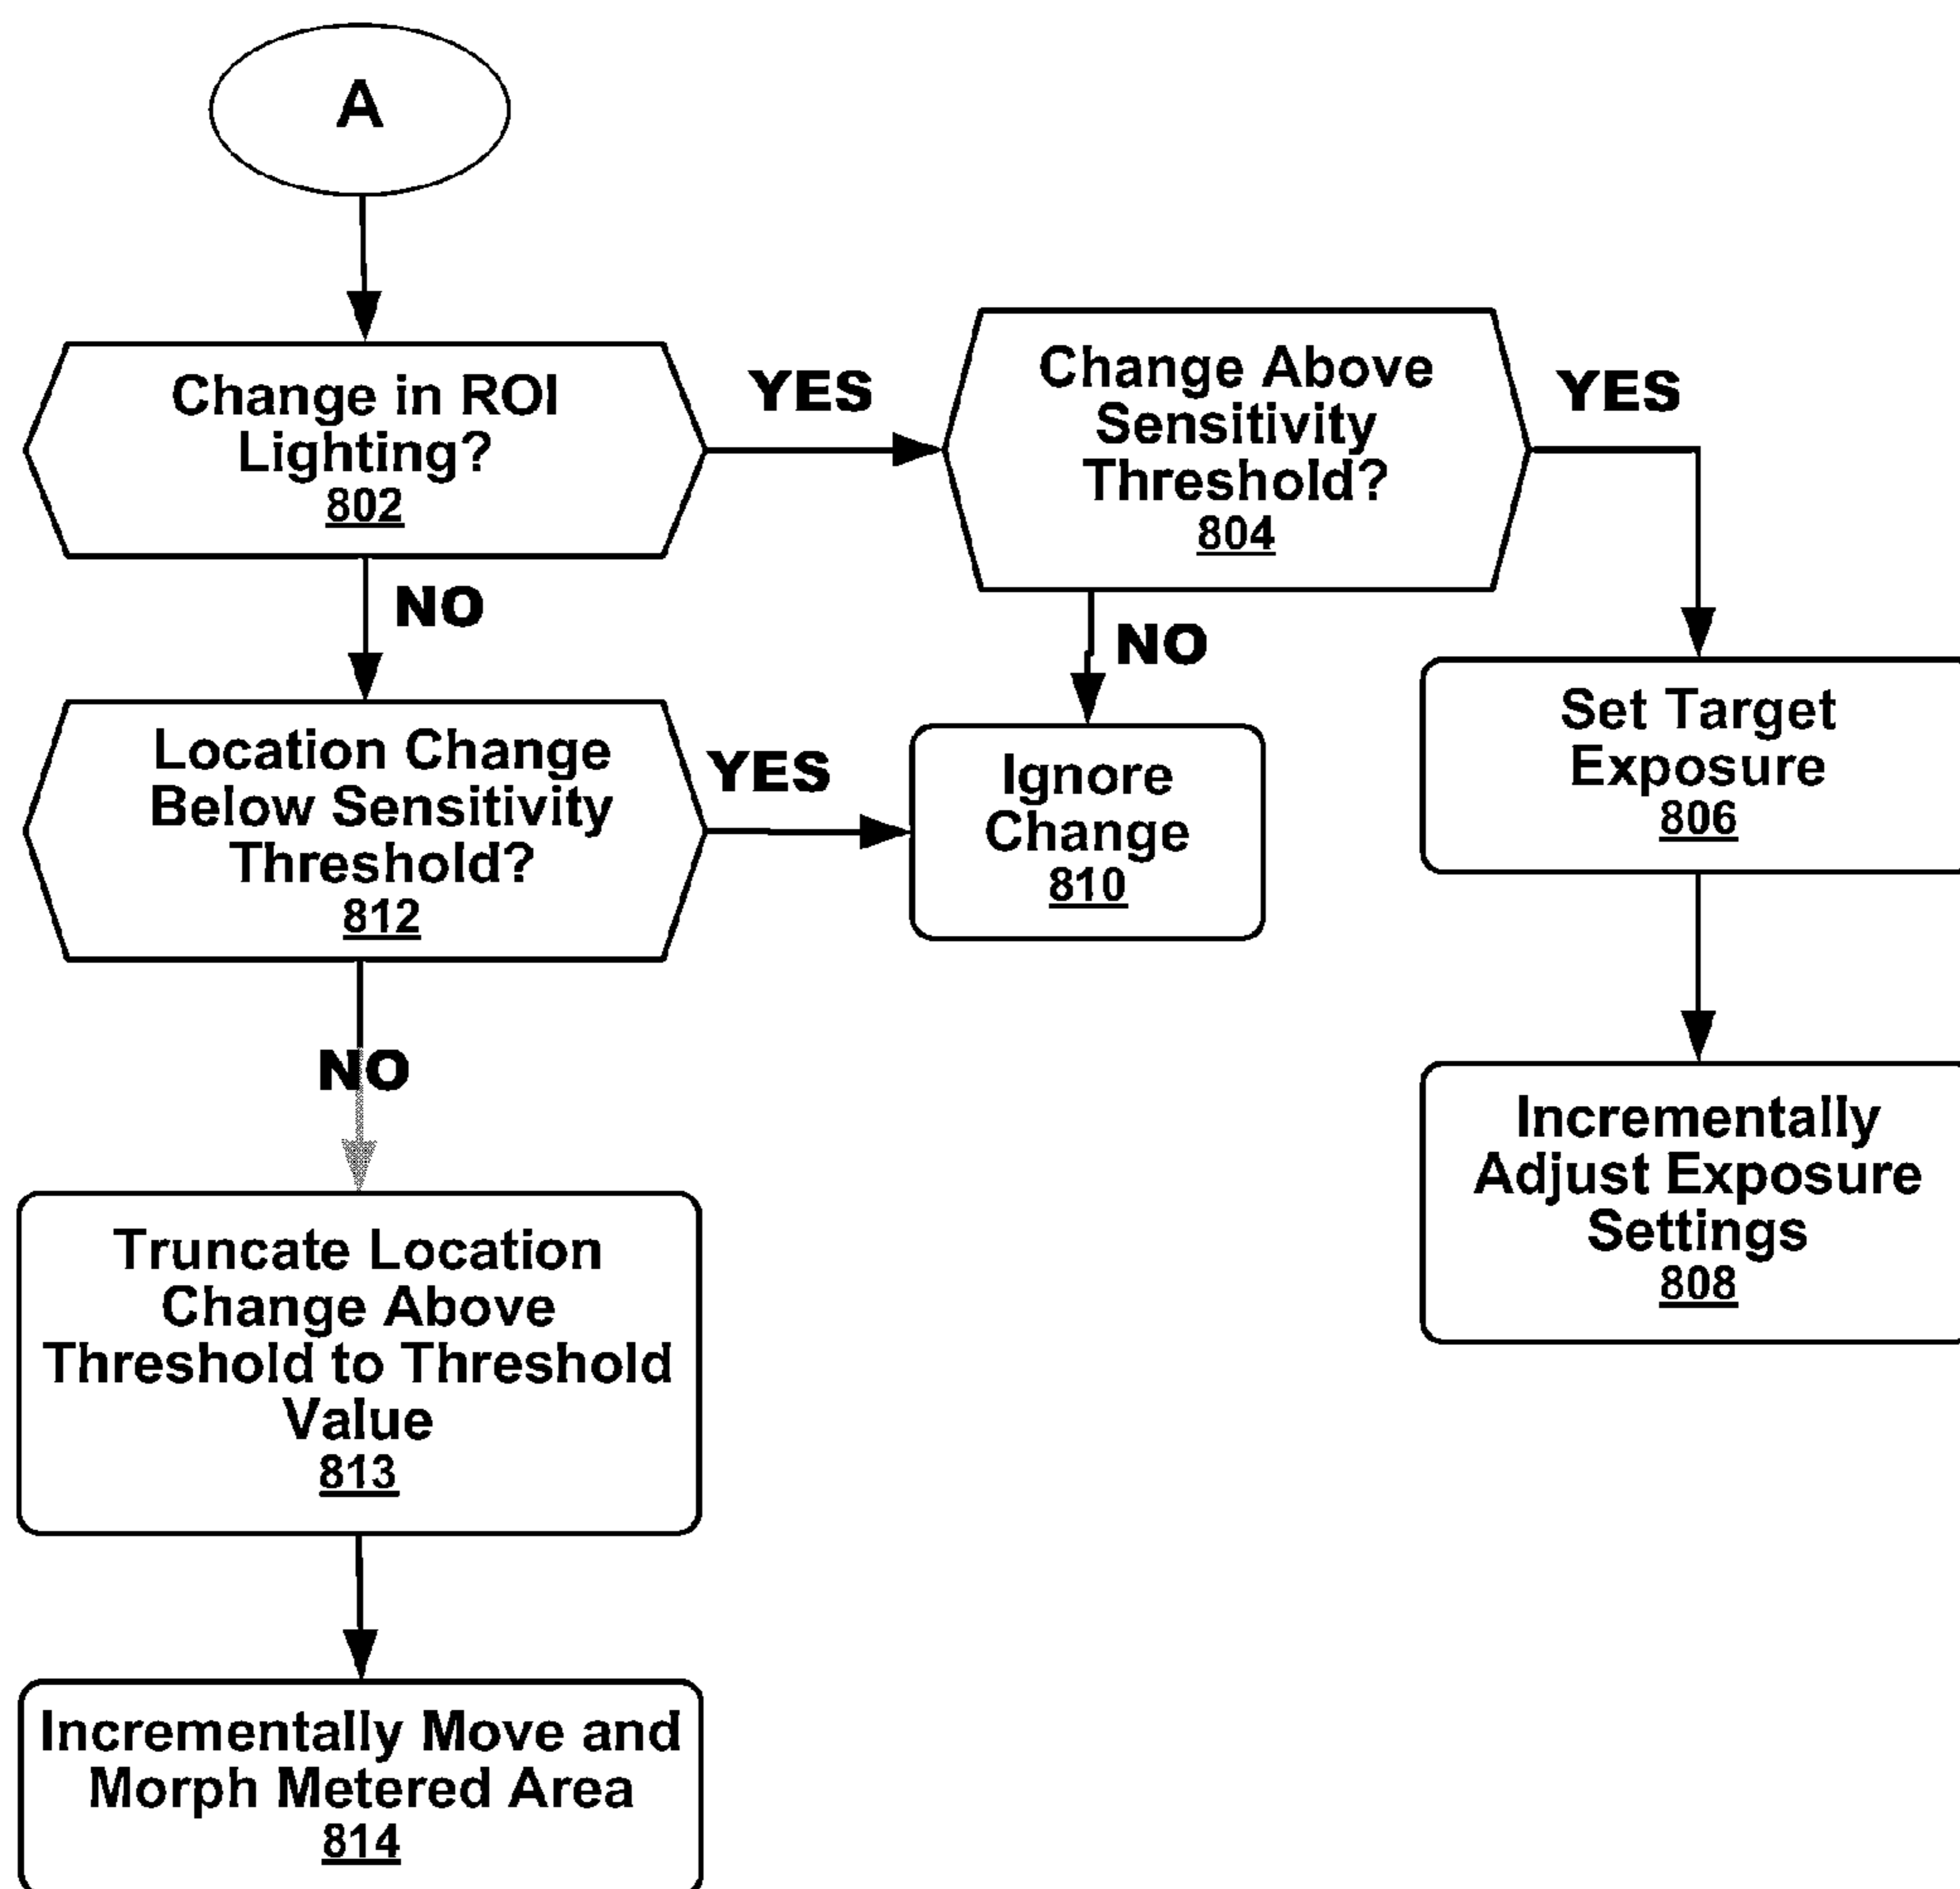 A
Change in ROI
Lighting?
802
YES
Change Above
Sensitivity
Threshold?
804
YES
NO
NO
Location Change
Below Sensitivity
Threshold?
812
YES
Ignore
Change
810
Set Target
Exposure
806
NO
Incrementally
Adjust Exposure
Settings
808
Truncate Location
Change Above
Threshold to Threshold
Value
813
Incrementally Move and
Morph Metered Area
814